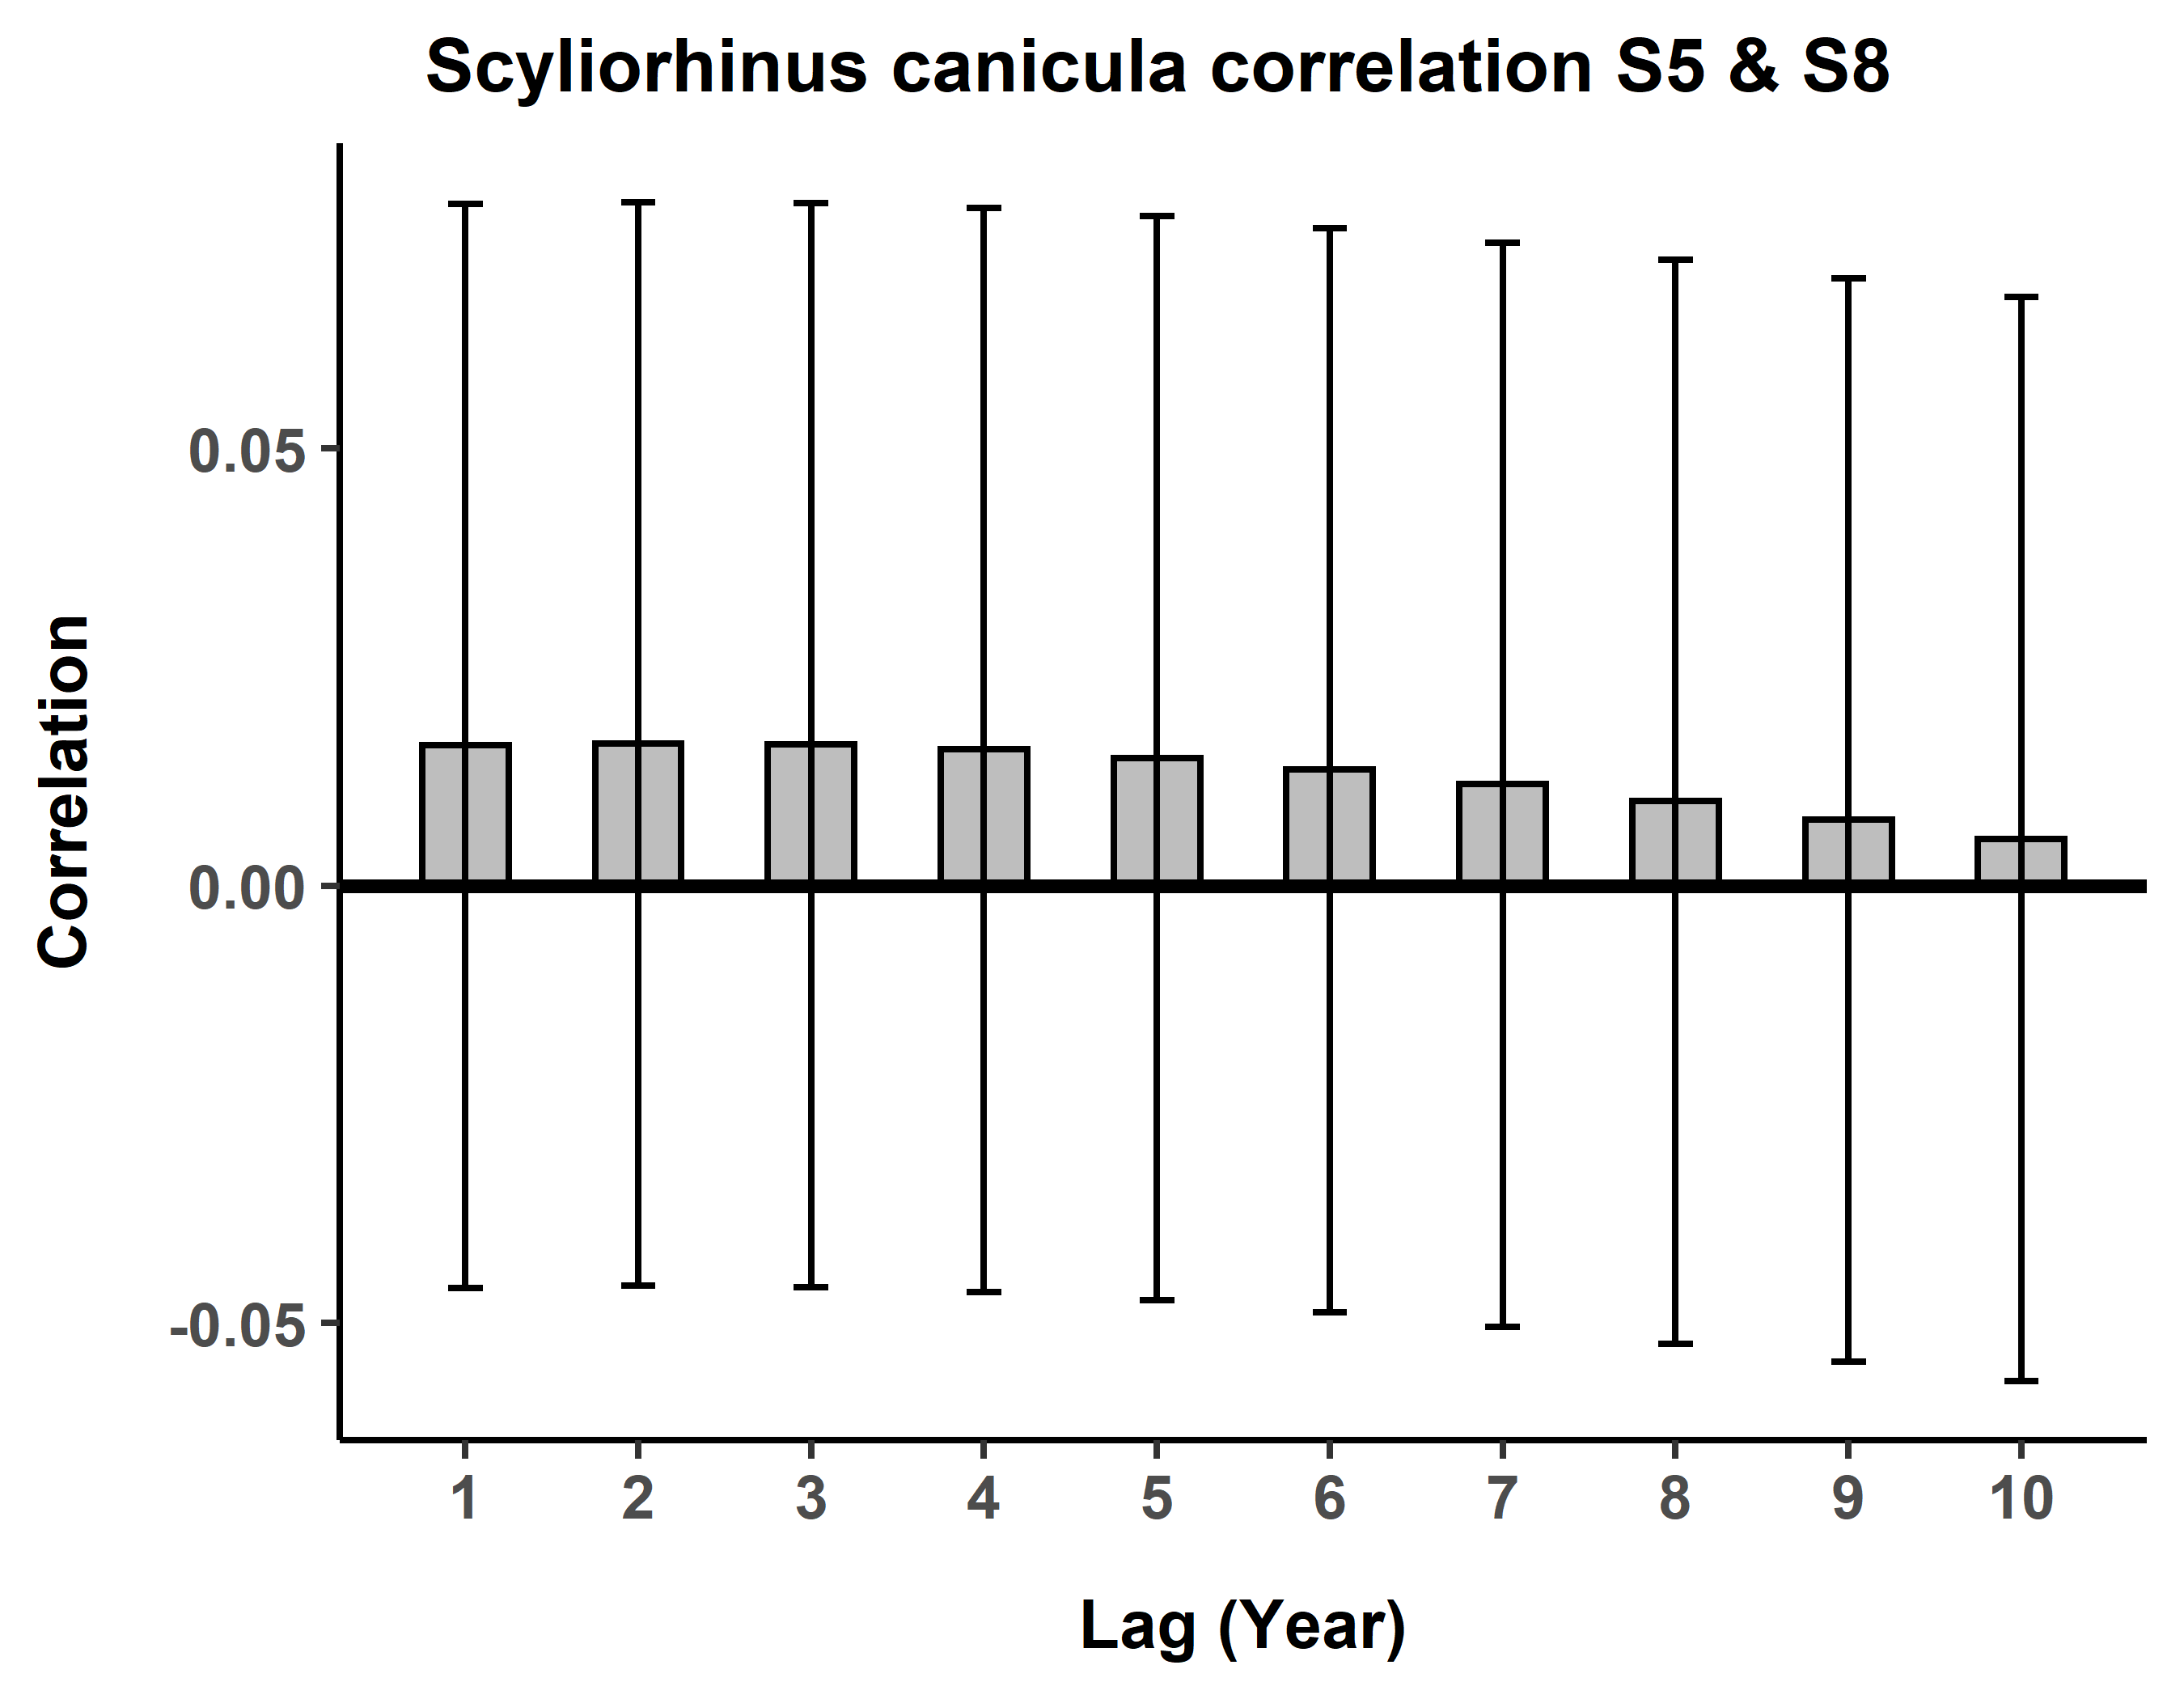 Scyliorhinus canicula correlation S5 & S8
Correlation
0.05
0.00
-0.05
1 2 3 4 5 6 7 8 9 10
Lag (Year)